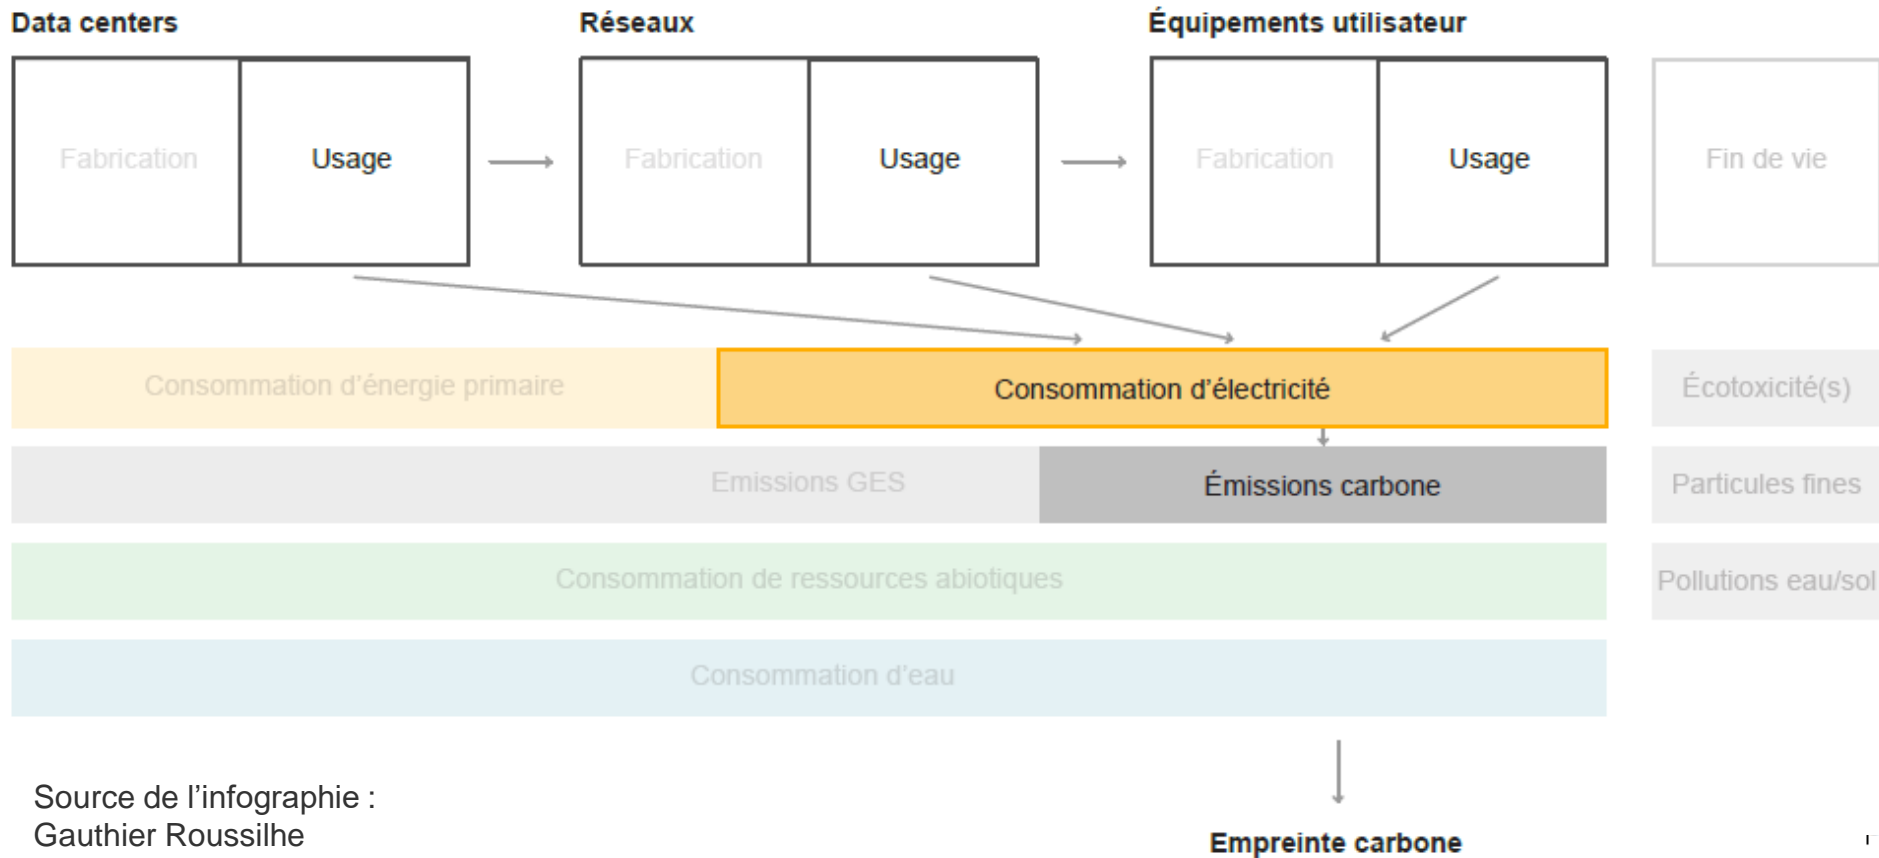 Data centers
Réseaux
Équipements utilisateur
Fabrication
Usage
Fabrication
Usage
Fabrication
Usage
Fin de vie
Consommation d'énergie primaire
Consommation d'électricité
Écotoxicité(s)
Emissions GES
Émissions carbone
Particules fines
Consommation de ressources abiotiques
Pollutions eau/sol
Consommation d'eau
Source de l'infographie :
Gauthier Roussilhe
Empreinte carbone